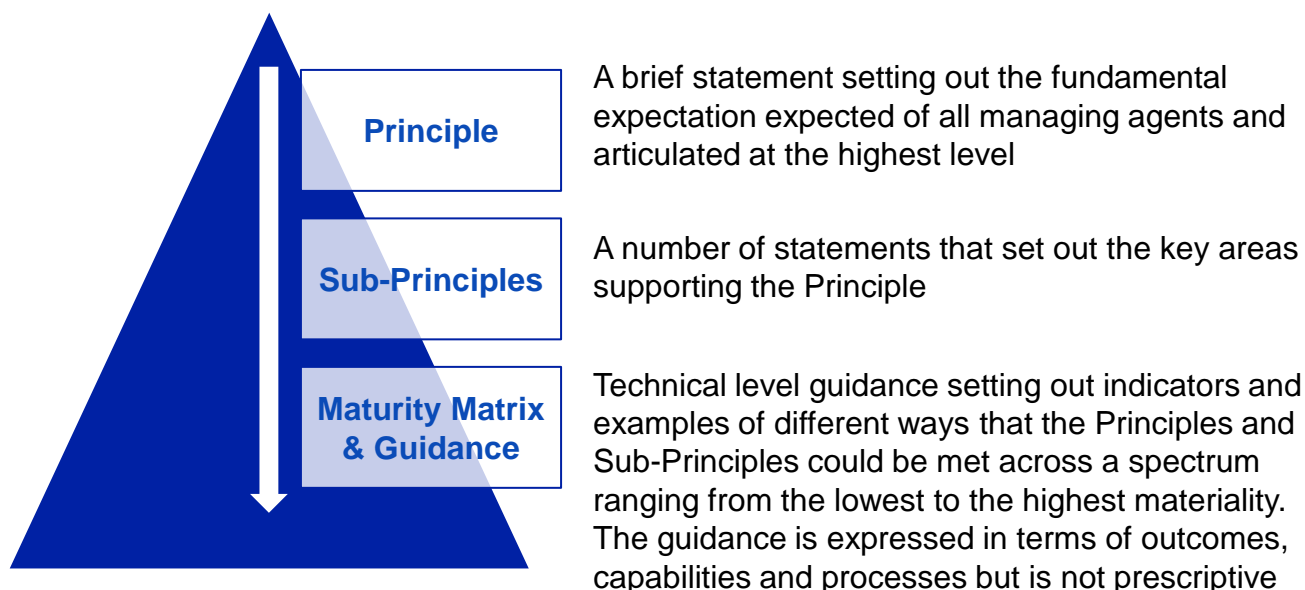 Principle
A brief statement setting out the fundamental
expectation expected of all managing agents and
articulated at the highest level
Sub-Principles
A number of statements that set out the key areas
supporting the Principle
Maturity Matrix
& Guidance
Technical level guidance setting out indicators and
examples of different ways that the Principles and
Sub-Principles could be met across a spectrum
ranging from the lowest to the highest materiality.
The guidance is expressed in terms of outcomes,
capabilities and processes but is not prescriptive